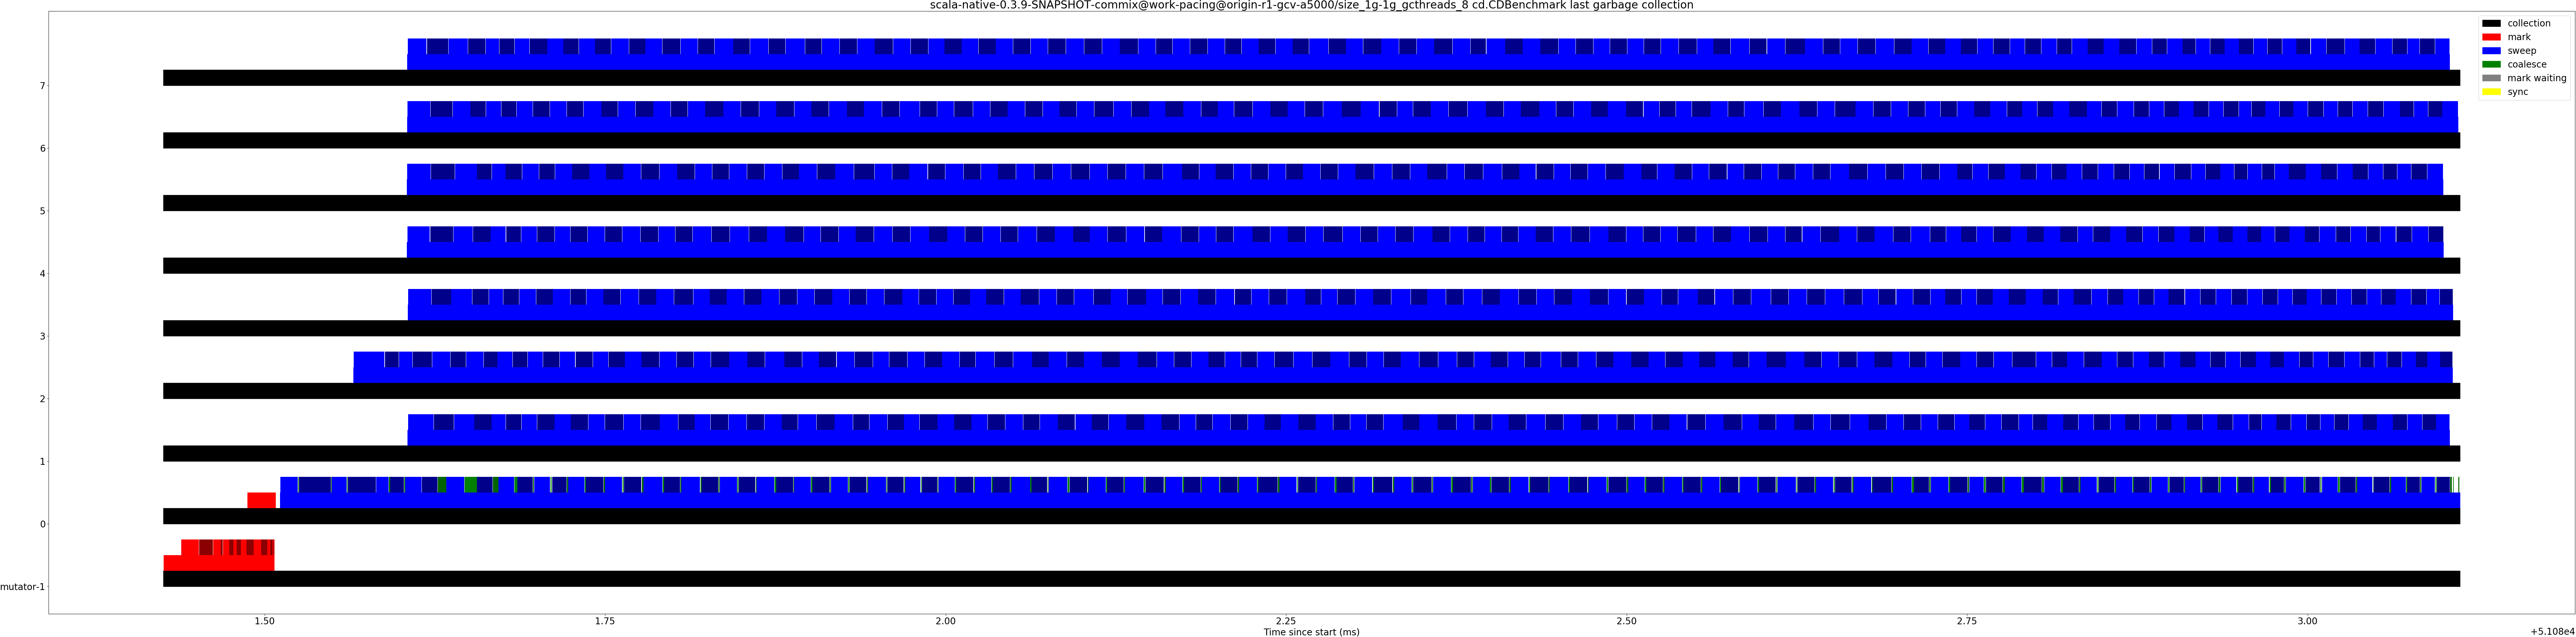 scala-native-0.3.9-SNAPSHOT-commix@work-pacing@origin-r1-gcv-a5000/size_1g-1g_gcthreads_8 cd.CDBenchmark last garbage collection
collection
mark
sweep
coalesce
mark waiting
sync
7
6
5
4
3
2
1
0
mutator-1
1.50 1.75 2.00 2.25 2.50 2.75 3.00
Time since start (ms)
+5.108e4